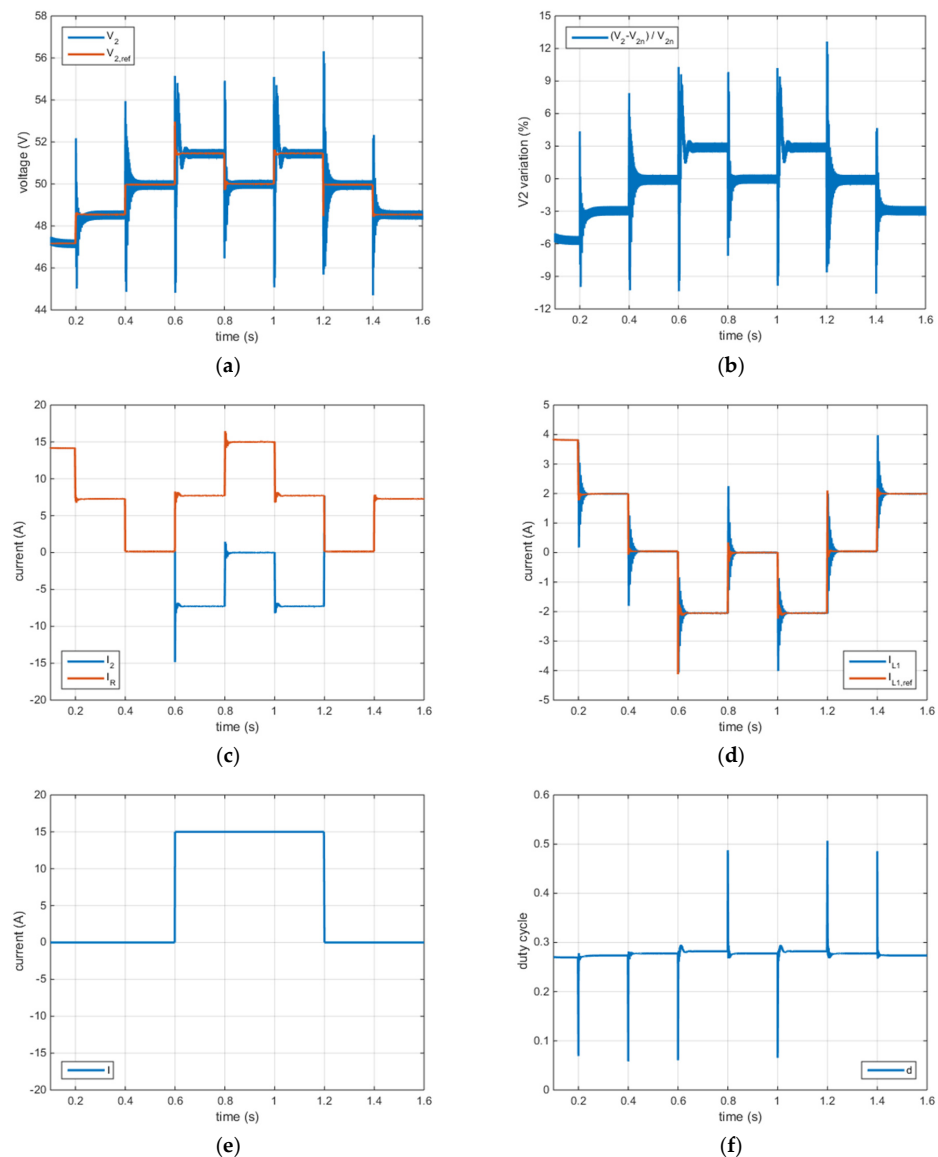 58
56
54
52
50
48
46
44
voltage (V)
V2
V2,ref
0.2 0.4 0.6 0.8 1 1.2 1.4 1.6
time (s)
(a)
15
12
9
6
3
0
-3
-6
-9
-12
V2 variation (%)
(V2-V2n) / V2n
0.2 0.4 0.6 0.8 1 1.2 1.4 1.6
time (s)
(b)
20
15
10
5
0
-5
-10
-15
-20
current (A)
I2
IR
0.2 0.4 0.6 0.8 1 1.2 1.4 1.6
time (s)
(c)
5
4
3
2
1
0
-1
-2
-3
-4
-5
current (A)
IL1
IL1,ref
0.2 0.4 0.6 0.8 1 1.2 1.4 1.6
time (s)
(d)
20
15
10
5
0
-5
-10
-15
-20
current (A)
I
0.2 0.4 0.6 0.8 1 1.2 1.4 1.6
time (s)
(e)
0.6
0.5
0.4
0.3
0.2
0.1
0
duty cycle
d
0.2 0.4 0.6 0.8 1 1.2 1.4 1.6
time (s)
(f)